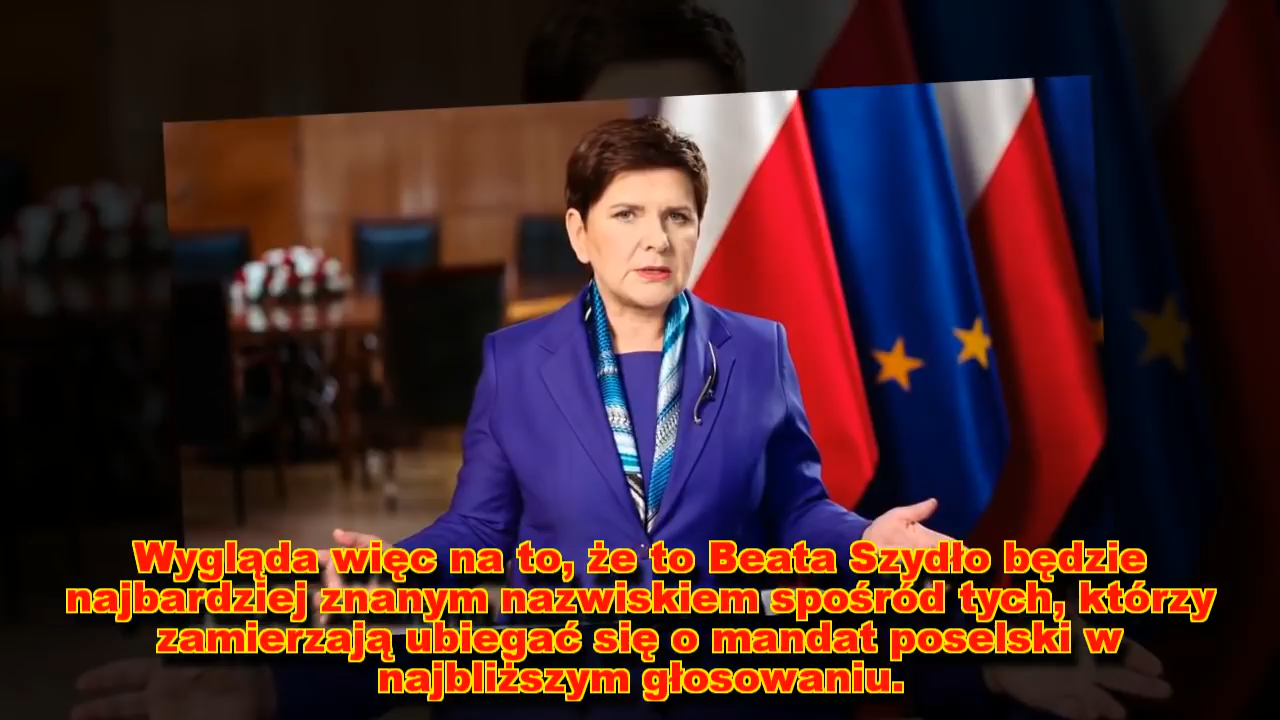 Wygląda więc na to, że to Beata Szydło będzie
najbardziej znanym nazwiskiem spośród tych, którzy
zamierzają ubiegać się o mandat poselski w
najbliższym głosowaniu.